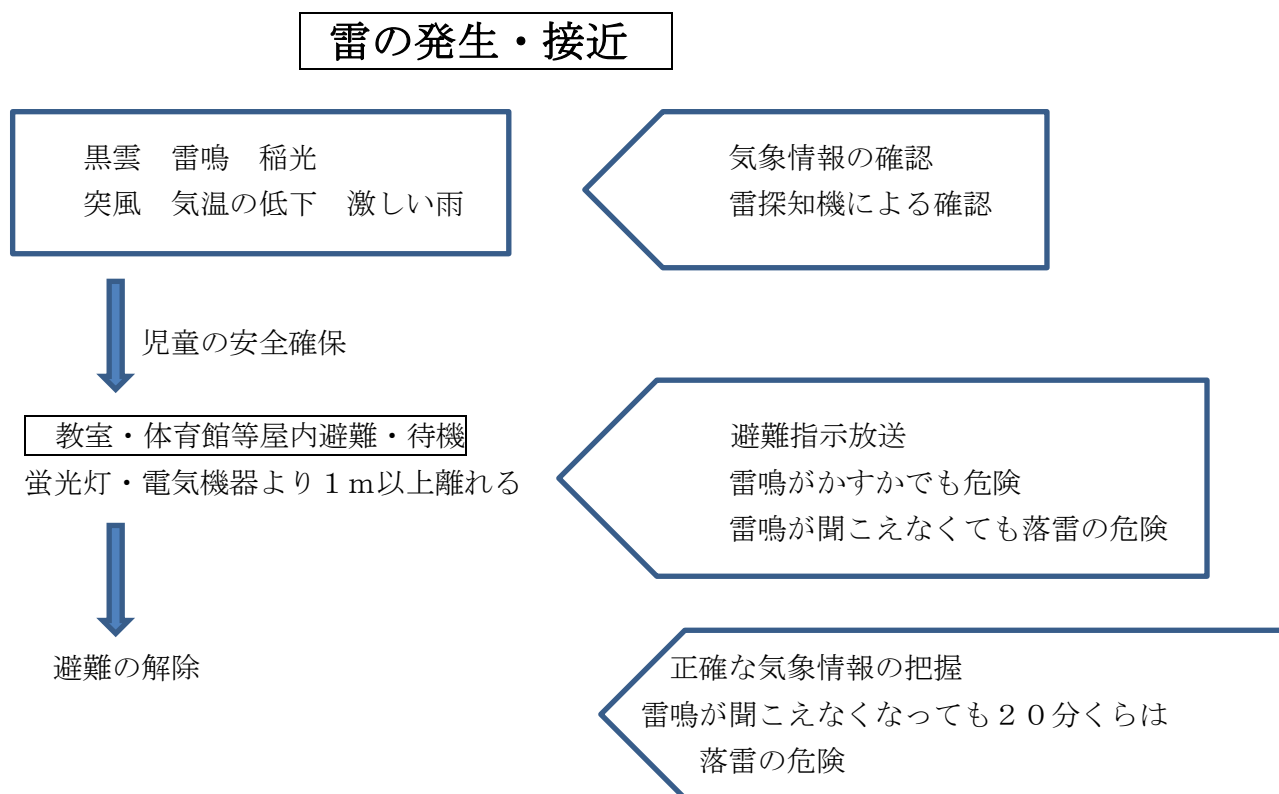 雷の発生・接近
黒雲　雷鳴　稲光
突風　気温の低下　激しい雨
気象情報の確認
雷探知機による確認
児童の安全確保
教室・体育館等屋内避難・待機
蛍光灯・電気機器より１ｍ以上離れる
避難指示放送
雷鳴がかすかでも危険
雷鳴が聞こえなくても落雷の危険
避難の解除
正確な気象情報の把握
雷鳴が聞こえなくなっても２０分くらは
落雷の危険